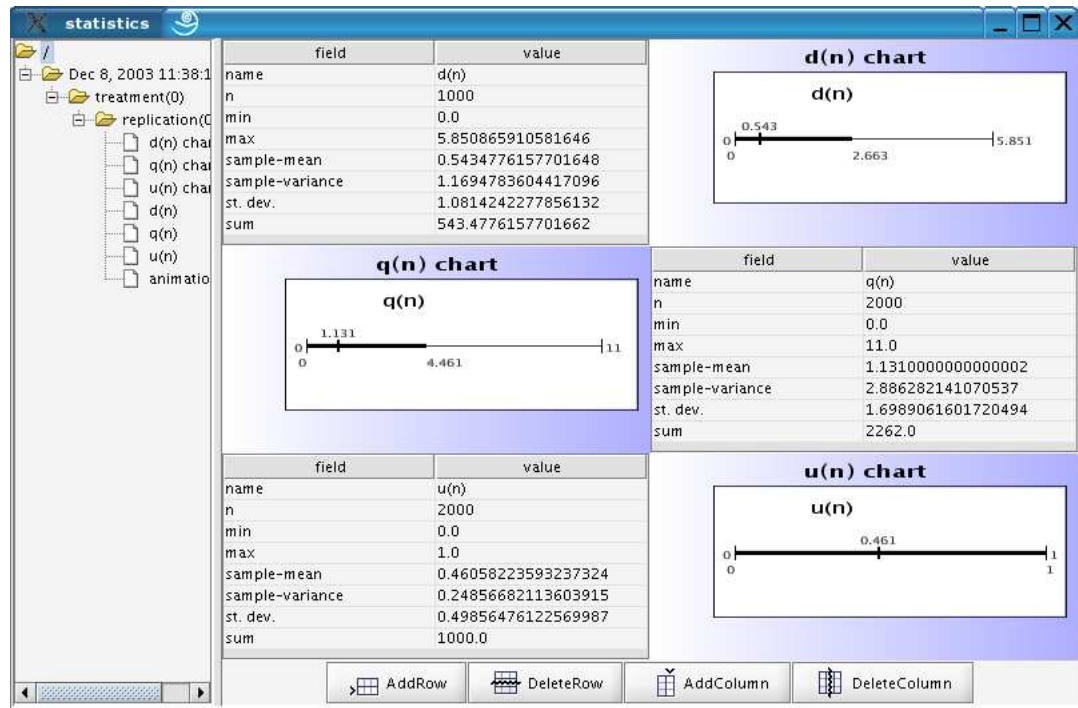 statistics
/
Dec 8, 2003 11:38:1
treatment(0)
replication(0
d(n) char
q(n) char
u(n) char
d(n)
q(n)
u(n)
animatio
field value
name d(n)
n 1000
min 0.0
max 5.850865910581646
sample-mean 0.5434776157701648
sample-variance 1.1694783604417096
st. dev. 1.0814242277856132
sum 543.4776157701662
d(n) chart
d(n)
0.543
0 5.851
0 2.663
q(n) chart
q(n)
1.131
0 11
0 4.461
field value
name q(n)
n 2000
min 0.0
max 11.0
sample-mean 1.1310000000000002
sample-variance 2.886282141070537
st. dev. 1.6989061601720494
sum 2262.0
field value
name u(n)
n 2000
min 0.0
max 1.0
sample-mean 0.46058223593237324
sample-variance 0.24856682113603915
st. dev. 0.49856476122569987
sum 1000.0
u(n) chart
u(n)
0.461
0 1
0 1
AddRow DeleteRow AddColumn DeleteColumn